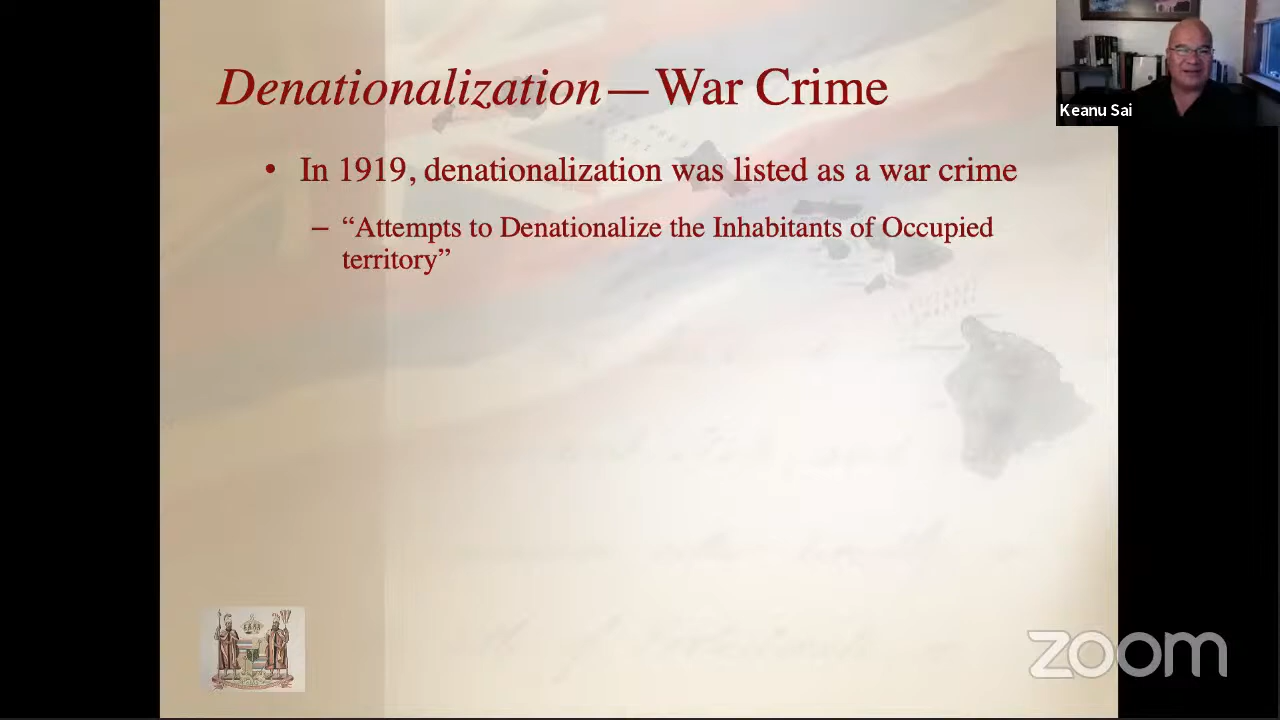 Denationalization — War Crime
Keanu Sai
• In 1919, denationalization was listed as a war crime
– “Attempts to Denationalize the Inhabitants of Occupied
territory”
zoom